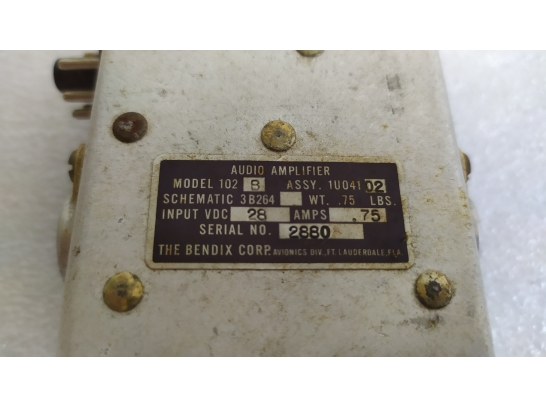 AUDIO AMPLIFIER
MODEL 102 B ASSY. 1U041 02
SCHEMATIC 3B264 WT. .75 LBS.
INPUT VDC 28 AMPS .75
SERIAL NO. 2880
THE BENDIX CORP. AVIONICS DIV., FT. LAUDERDALE, FLA.